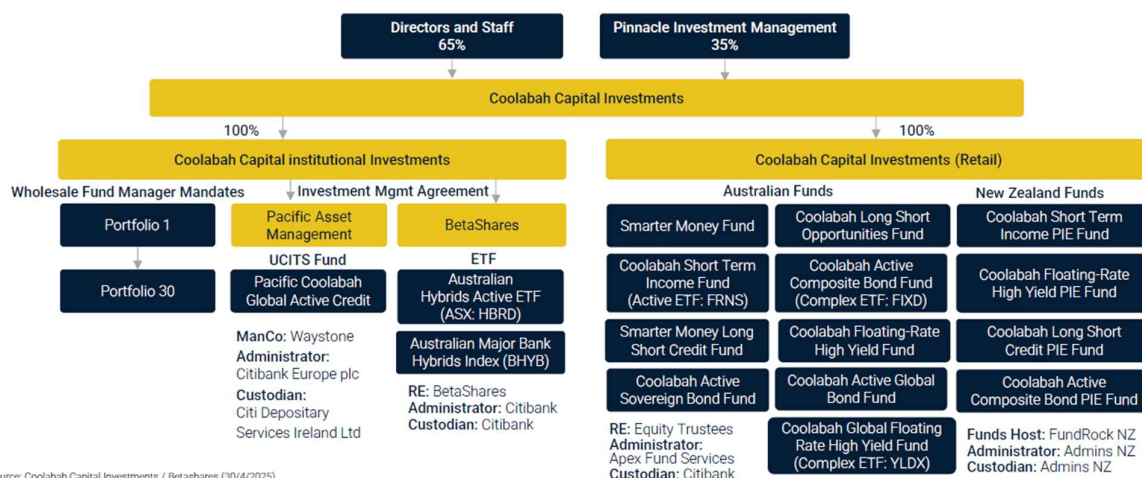 Directors and Staff
65%
Pinnacle Investment Management
35%
Coolabah Capital Investments
100%
100%
Coolabah Capital institutional Investments
Coolabah Capital Investments (Retail)
Wholesale Fund Manager Mandates
Investment Mgmt Agreement
Portfolio 1
Portfolio 30
Pacific Asset
Management
UCITS Fund
Pacific Coolabah
Global Active Credit
ManCo: Waystone
Administrator:
Citibank Europe plc
Custodian:
Citi Depositary
Services Ireland Ltd
BetaShares
ETF
Australian
Hybrids Active ETF
(ASX: HBRD)
Australian Major Bank
Hybrids Index (BHYB)
RE: BetaShares
Administrator: Citibank
Custodian: Citibank
Australian Funds
Smarter Money Fund
Coolabah Short Term
Income Fund
(Active ETF: FRNS)
Smarter Money Long
Short Credit Fund
Coolabah Active
Sovereign Bond Fund
RE: Equity Trustees
Administrator:
Apex Fund Services
Custodian: Citibank
Coolabah Long Short
Opportunities Fund
Coolabah Active
Composite Bond Fund
(Complex ETF: FIXD)
Coolabah Floating-Rate
High Yield Fund
Coolabah Active Global
Bond Fund
Coolabah Global Floating
Rate High Yield Fund
(Complex ETF: YLDX)
New Zealand Funds
Coolabah Short Term
Income PIE Fund
Coolabah Floating-Rate
High Yield PIE Fund
Coolabah Long Short
Credit PIE Fund
Coolabah Active
Composite Bond PIE Fund
Funds Host: FundRock NZ
Administrator: Admins NZ
Custodian: Admins NZ
Coolabah Capital Investments / Betashares (30/4/2025)